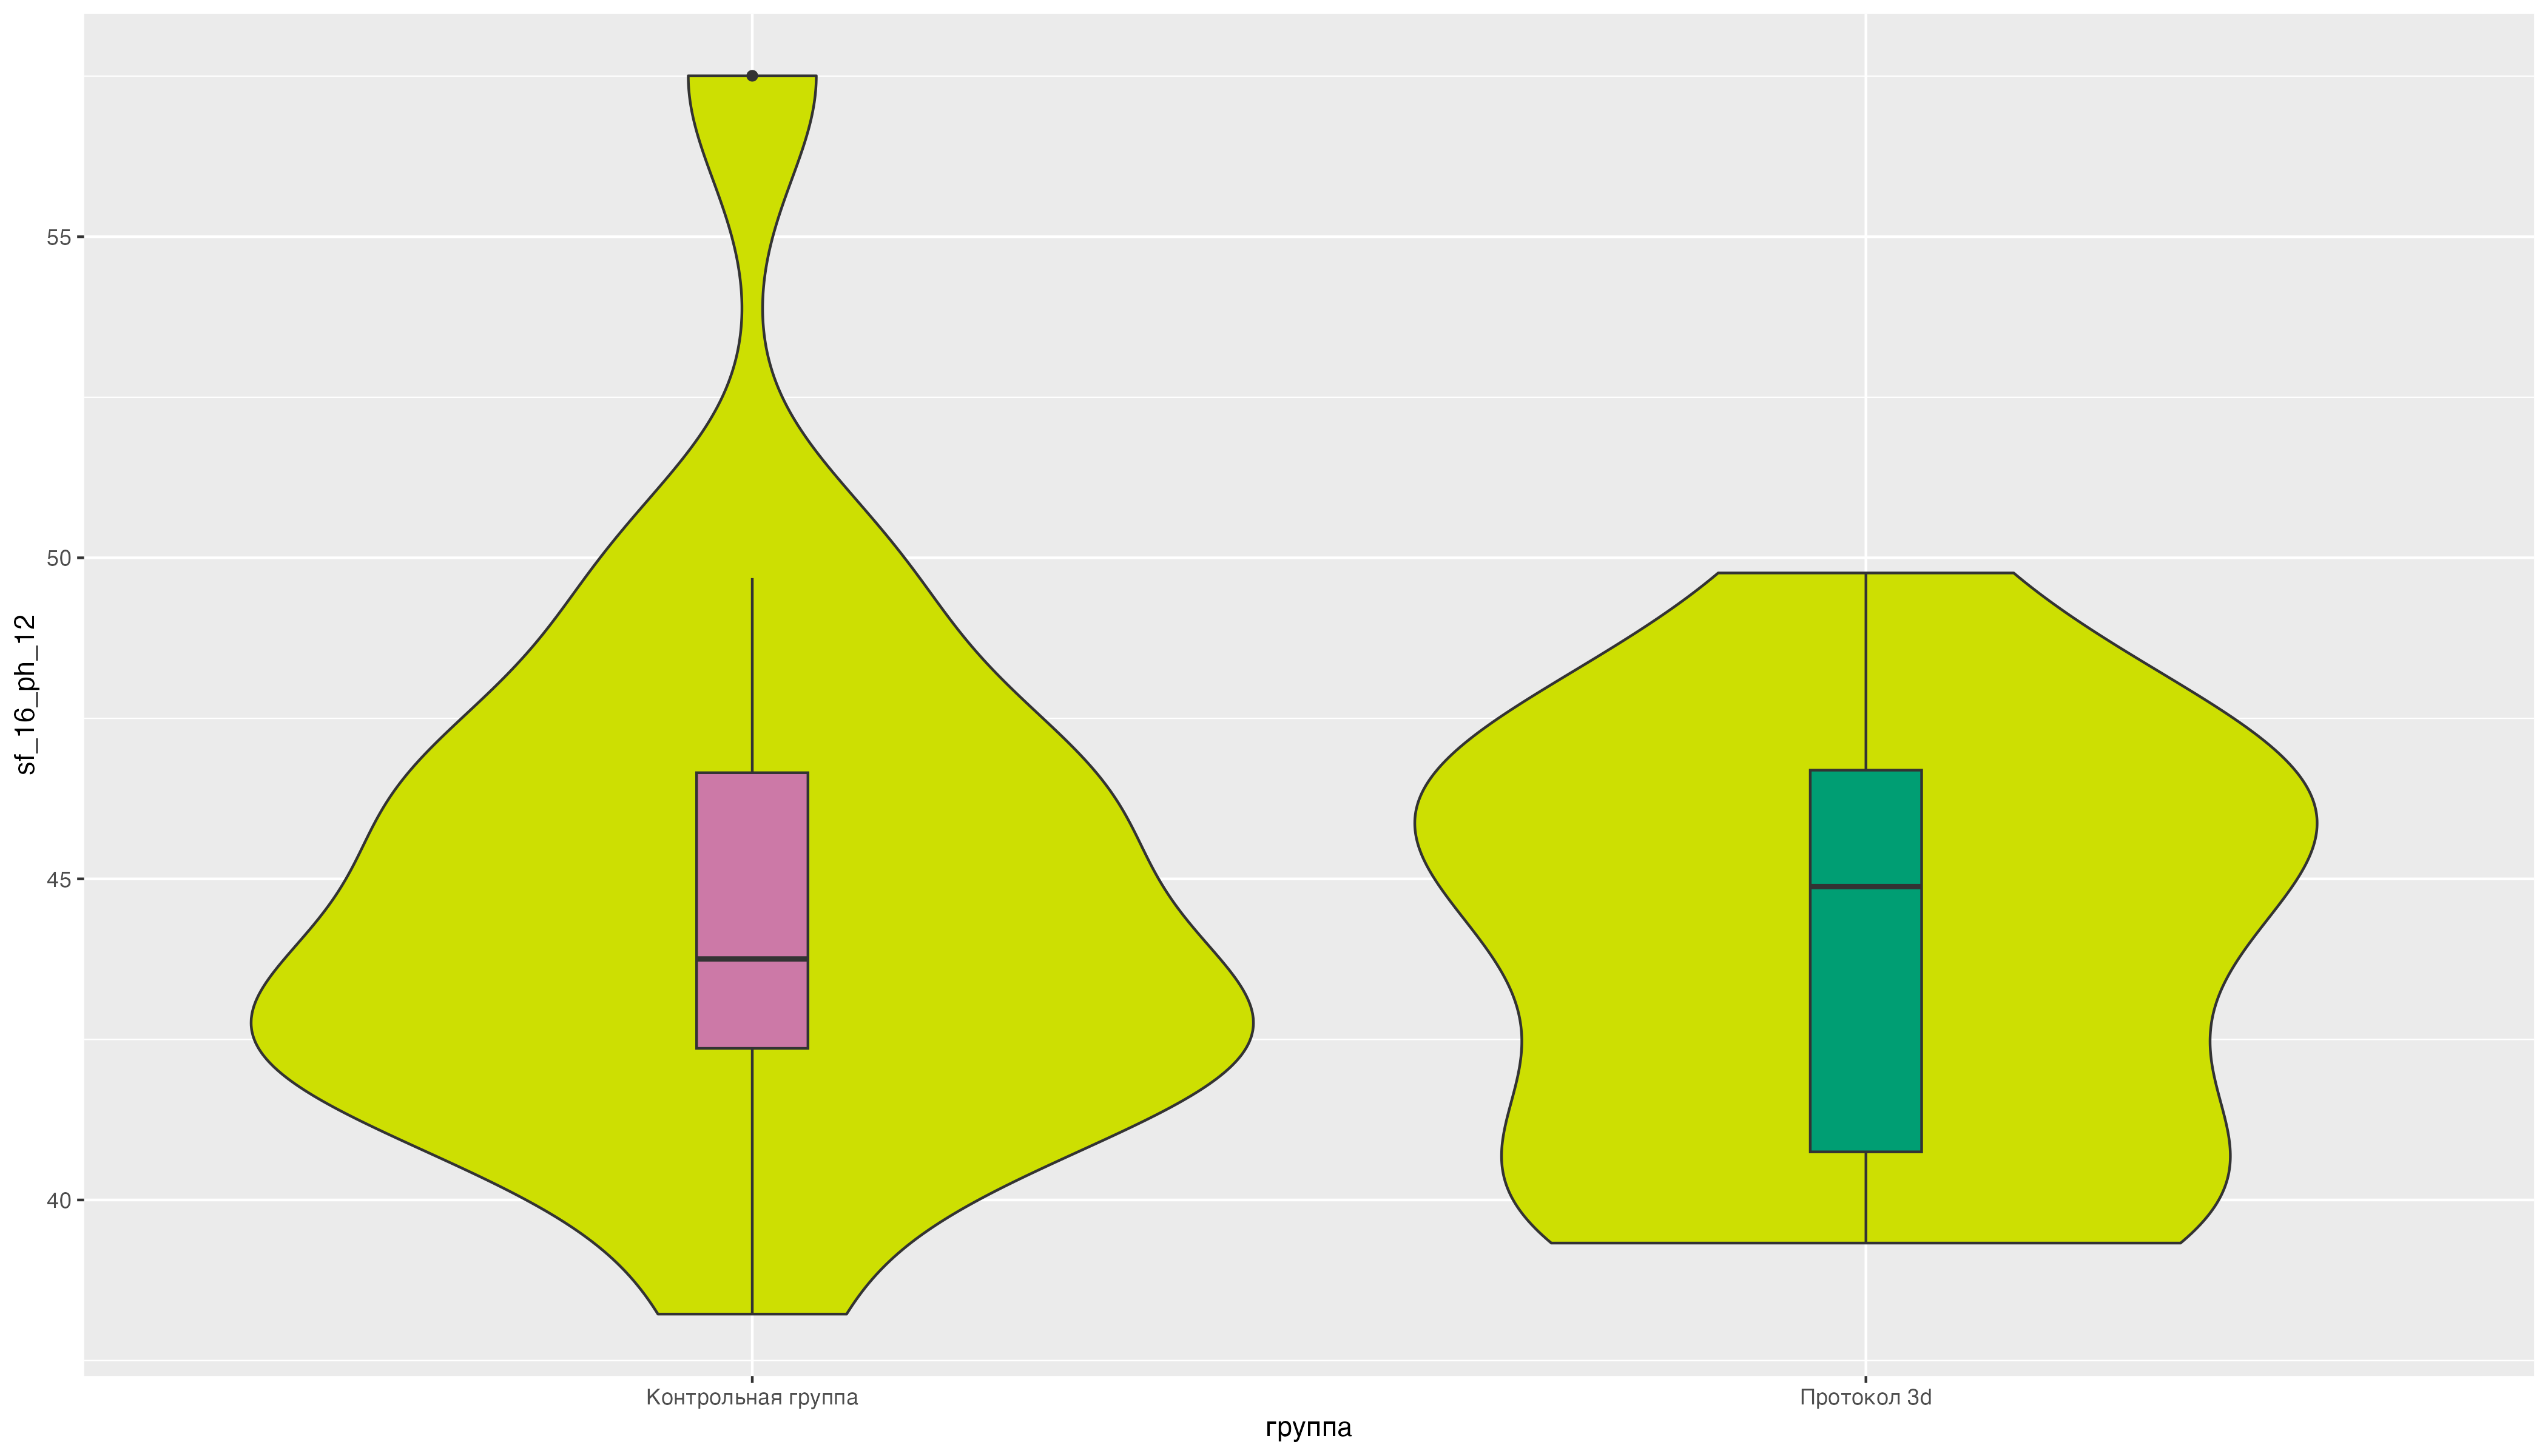 sf_16_ph_12
55
50
45
40
Контрольная группа
Протокол 3d
группа